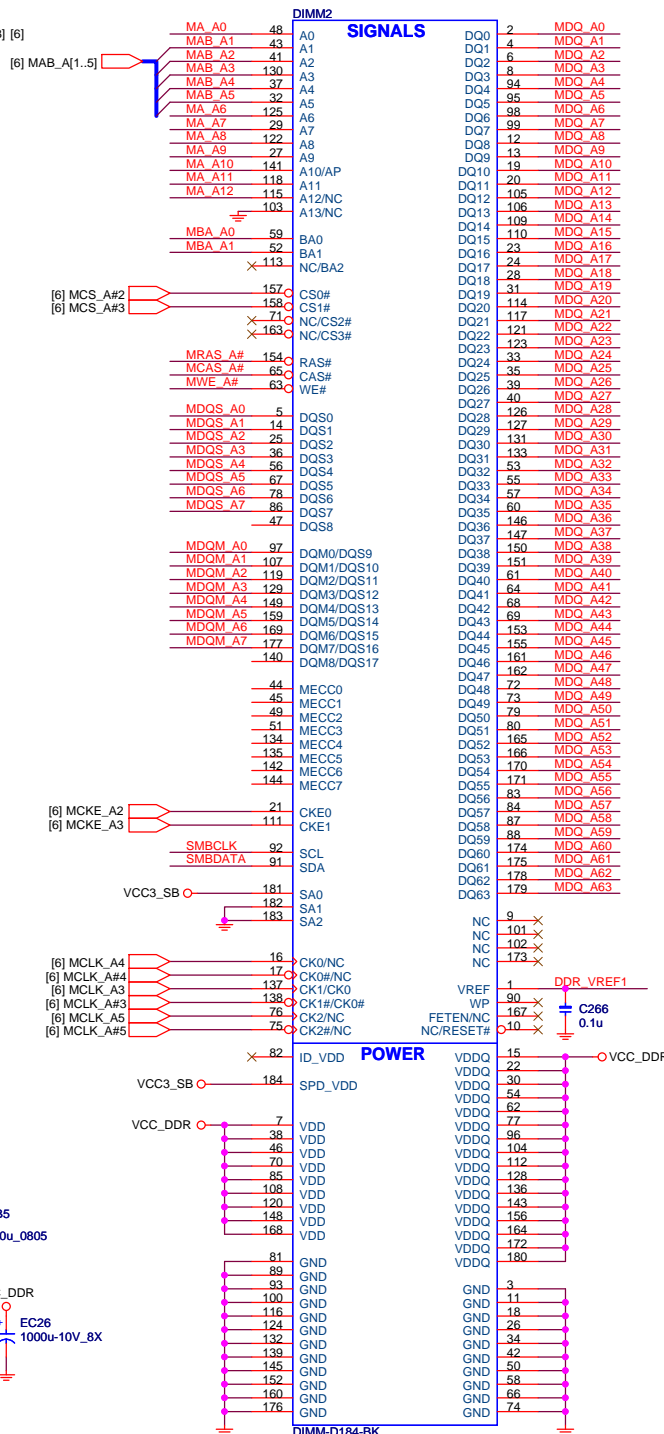 DIMM2
SIGNALS
3] [6]
[6] MAB_A[1..5]
MA_A0 48 A0
MAB_A1 43 A1
MAB_A2 41 A2
MAB_A3 130 A3
MAB_A4 37 A4
MAB_A5 32 A5
MA_A6 125 A6
MA_A7 29 A7
MA_A8 122 A8
MA_A9 27 A9
MA_A10 141 A10/AP
MA_A11 118 A11
MA_A12 115 A12/NC
103 A13/NC
MBA_A0 59 BA0
MBA_A1 52 BA1
113 NC/BA2
[6] MCS_A#2 157 CS0#
[6] MCS_A#3 158 CS1#
71 NC/CS2#
163 NC/CS3#
MRAS_A# 154 RAS#
MCAS_A# 65 CAS#
MWE_A# 63 WE#
MDQS_A0 5 DQS0
MDQS_A1 14 DQS1
MDQS_A2 25 DQS2
MDQS_A3 36 DQS3
MDQS_A4 56 DQS4
MDQS_A5 67 DQS5
MDQS_A6 78 DQS6
MDQS_A7 86 DQS7
47 DQS8
MDQM_A0 97 DQM0/DQS9
MDQM_A1 107 DQM1/DQS10
MDQM_A2 119 DQM2/DQS11
MDQM_A3 129 DQM3/DQS12
MDQM_A4 149 DQM4/DQS13
MDQM_A5 159 DQM5/DQS14
MDQM_A6 169 DQM6/DQS15
MDQM_A7 177 DQM7/DQS16
140 DQM8/DQS17
44 MECC0
45 MECC1
49 MECC2
51 MECC3
134 MECC4
135 MECC5
142 MECC6
144 MECC7
[6] MCKE_A2 21 CKE0
[6] MCKE_A3 111 CKE1
SMBCLK 92 SCL
SMBDATA 91 SDA
VCC3_SB 181 SA0
182 SA1
183 SA2
[6] MCLK_A4 16 CK0/NC
[6] MCLK_A#4 17 CK0#/NC
[6] MCLK_A3 137 CK1/CK0
[6] MCLK_A#3 138 CK1#/CK0#
[6] MCLK_A5 76 CK2/NC
[6] MCLK_A#5 75 CK2#/NC
DQ0 2 MDQ_A0
DQ1 4 MDQ_A1
DQ2 6 MDQ_A2
DQ3 8 MDQ_A3
DQ4 94 MDQ_A4
DQ5 95 MDQ_A5
DQ6 98 MDQ_A6
DQ7 99 MDQ_A7
DQ8 12 MDQ_A8
DQ9 13 MDQ_A9
DQ10 19 MDQ_A10
DQ11 20 MDQ_A11
DQ12 105 MDQ_A12
DQ13 106 MDQ_A13
DQ14 109 MDQ_A14
DQ15 110 MDQ_A15
DQ16 23 MDQ_A16
DQ17 24 MDQ_A17
DQ18 28 MDQ_A18
DQ19 31 MDQ_A19
DQ20 114 MDQ_A20
DQ21 117 MDQ_A21
DQ22 121 MDQ_A22
DQ23 123 MDQ_A23
DQ24 33 MDQ_A24
DQ25 35 MDQ_A25
DQ26 39 MDQ_A26
DQ27 40 MDQ_A27
DQ28 126 MDQ_A28
DQ29 127 MDQ_A29
DQ30 131 MDQ_A30
DQ31 133 MDQ_A31
DQ32 53 MDQ_A32
DQ33 55 MDQ_A33
DQ34 57 MDQ_A34
DQ35 60 MDQ_A35
DQ36 146 MDQ_A36
DQ37 147 MDQ_A37
DQ38 150 MDQ_A38
DQ39 151 MDQ_A39
DQ40 61 MDQ_A40
DQ41 64 MDQ_A41
DQ42 68 MDQ_A42
DQ43 69 MDQ_A43
DQ44 153 MDQ_A44
DQ45 155 MDQ_A45
DQ46 161 MDQ_A46
DQ47 162 MDQ_A47
DQ48 72 MDQ_A48
DQ49 73 MDQ_A49
DQ50 79 MDQ_A50
DQ51 80 MDQ_A51
DQ52 165 MDQ_A52
DQ53 166 MDQ_A53
DQ54 170 MDQ_A54
DQ55 171 MDQ_A55
DQ56 83 MDQ_A56
DQ57 84 MDQ_A57
DQ58 87 MDQ_A58
DQ59 88 MDQ_A59
DQ60 174 MDQ_A60
DQ61 175 MDQ_A61
DQ62 178 MDQ_A62
DQ63 179 MDQ_A63
NC 9
NC 101
NC 102
NC 173
VREF 1 DDR_VREF1
WP 90
FETEN/NC 167
NC/RESET# 10
C266
0.1u
POWER
82 ID_VDD
VCC3_SB 184 SPD_VDD
VCC_DDR 7 VDD
38 VDD
46 VDD
70 VDD
85 VDD
108 VDD
120 VDD
148 VDD
168 VDD
81 GND
89 GND
93 GND
100 GND
116 GND
124 GND
132 GND
139 GND
145 GND
152 GND
160 GND
176 GND
VDDQ 15 VCC_DDR
VDDQ 22
VDDQ 30
VDDQ 54
VDDQ 62
VDDQ 77
VDDQ 96
VDDQ 104
VDDQ 112
VDDQ 128
VDDQ 136
VDDQ 143
VDDQ 156
VDDQ 164
VDDQ 172
VDDQ 180
GND 3
GND 11
GND 18
GND 26
GND 34
GND 42
GND 50
GND 58
GND 66
GND 74
35
0u_0805
_DDR
+
EC26
1000u-10V_8X
DIMM-D184-BK